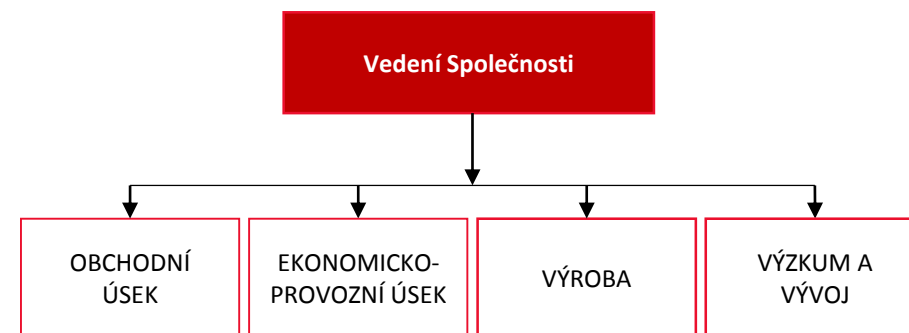 Vedení Společnosti
OBCHODNÍ
ÚSEK
EKONOMICKO-
PROVOZNÍ ÚSEK
VÝROBA
VÝZKUM A
VÝVOJ